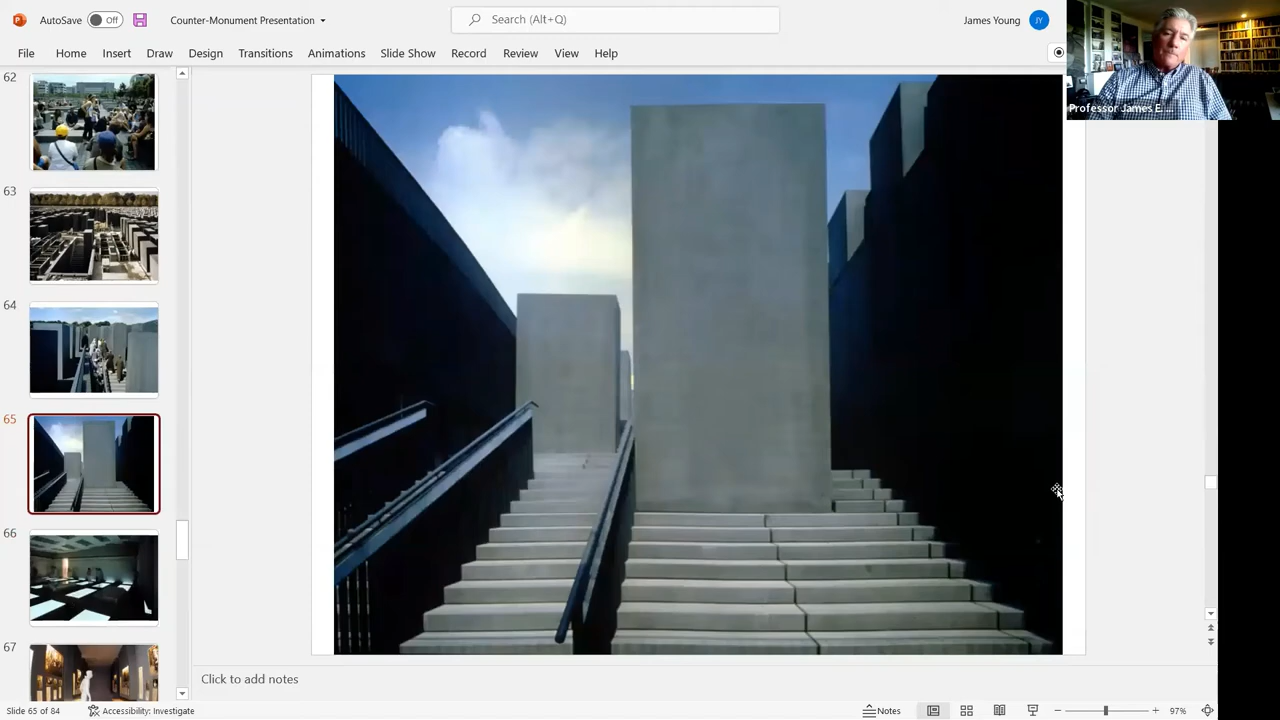 AutoSave Off Counter-Monument Presentation Search (Alt+Q) James Young JY
File Home Insert Draw Design Transitions Animations Slide Show Record Review View Help
Professor James E. ...
62
63
64
65
66
67
Click to add notes
Slide 65 of 84 Accessibility: Investigate Notes 97%